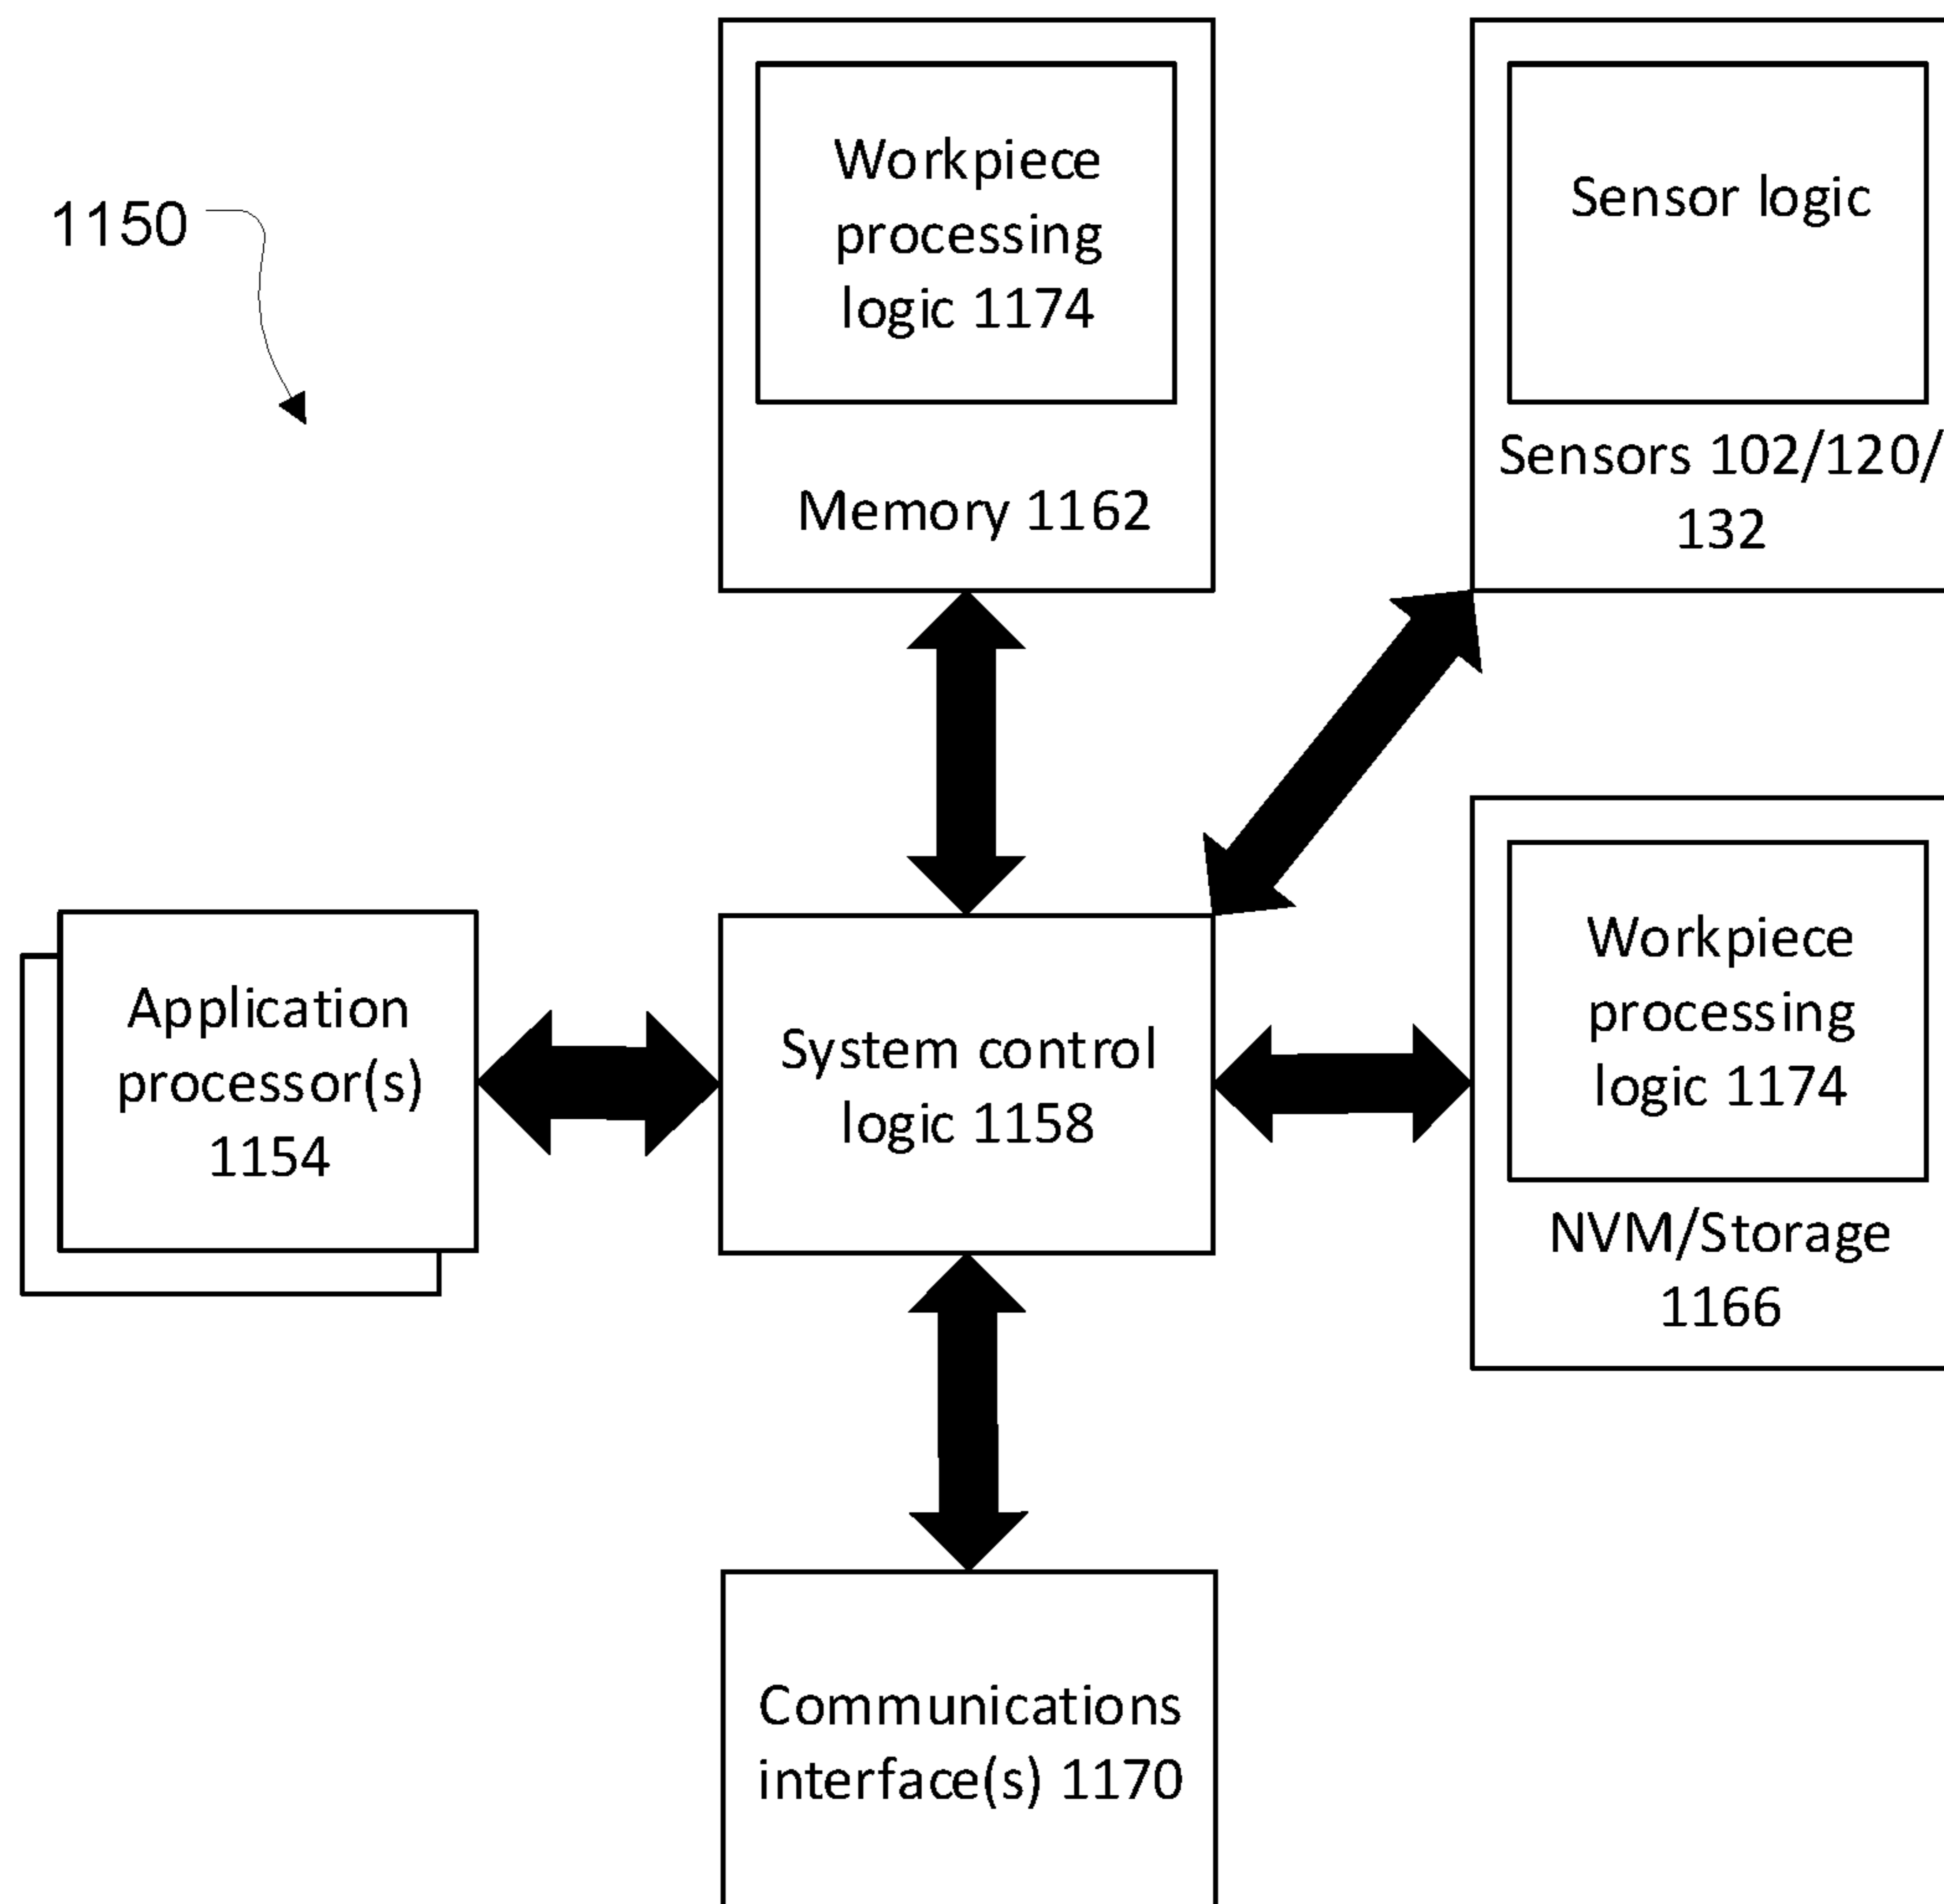 1150
Workpiece
processing
logic 1174
Memory 1162
Sensor logic
Sensors 102/120/
132
Application
processor(s)
1154
System control
logic 1158
Workpiece
processing
logic 1174
NVM/Storage
1166
Communications
interface(s) 1170